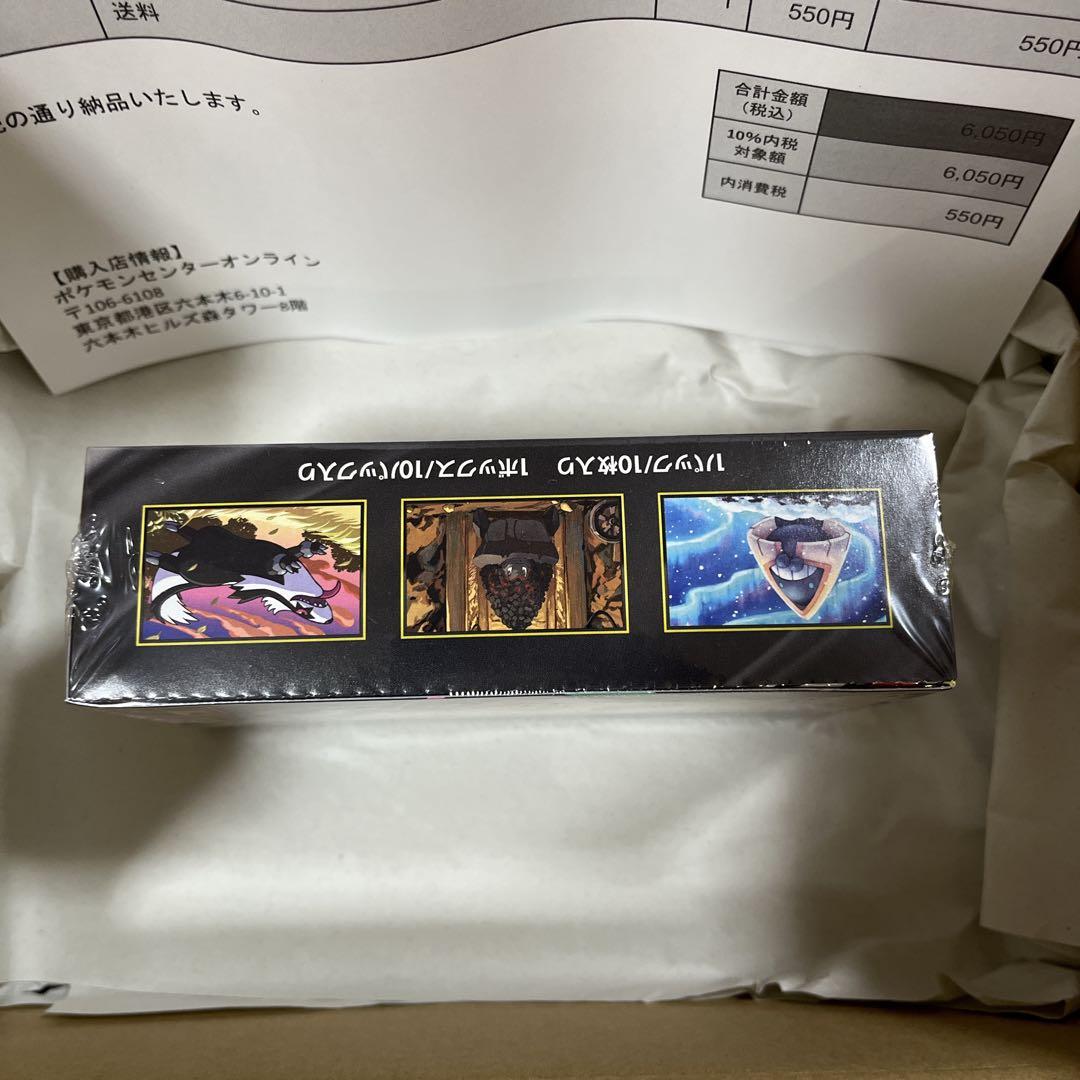 送料
550円
550円
の通り納品いたします。
合計金額
(税込)
6,050円
10%内税
対象額
6,050円
内消費税
550円
【購入店情報】
ポケモンセンターオンライン
〒106-6108
東京都港区六本木6-10-1
六本木ヒルズ森タワー8階
1パック/10枚入り 1ボックス/10パック入り